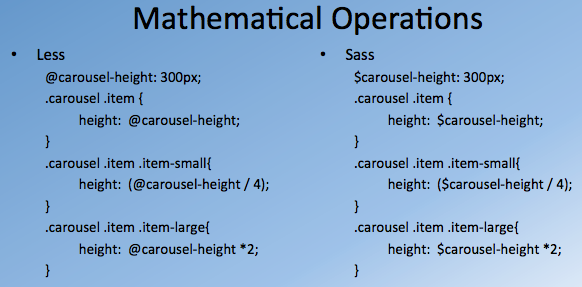 Mathematical Operations
• Less
@carousel-height: 300px;
.carousel .item {
height: @carousel-height;
}
.carousel .item .item-small{
height: (@carousel-height / 4);
}
.carousel .item .item-large{
height: @carousel-height *2;
}
• Sass
$carousel-height: 300px;
.carousel .item {
height: $carousel-height;
}
.carousel .item .item-small{
height: ($carousel-height / 4);
}
.carousel .item .item-large{
height: $carousel-height *2;
}